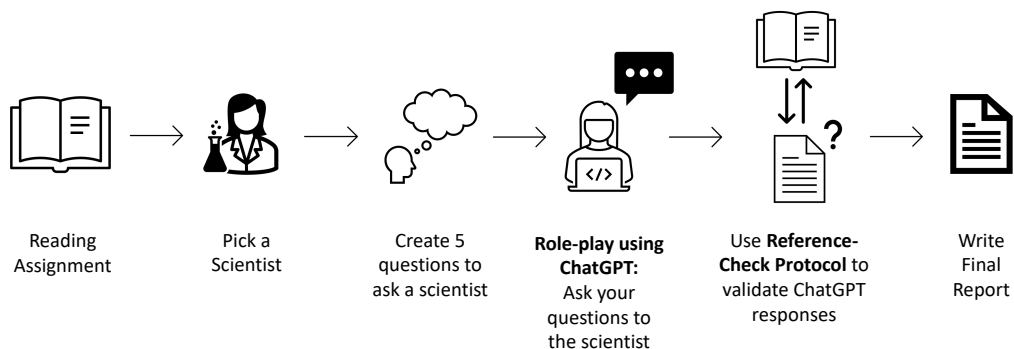 Reading
Assignment
Pick a
Scientist
Create 5
questions to
ask a scientist
Role-play using
ChatGPT:
Ask your
questions to
the scientist
Use Reference-
Check Protocol to
validate ChatGPT
responses
Write
Final
Report
</io>